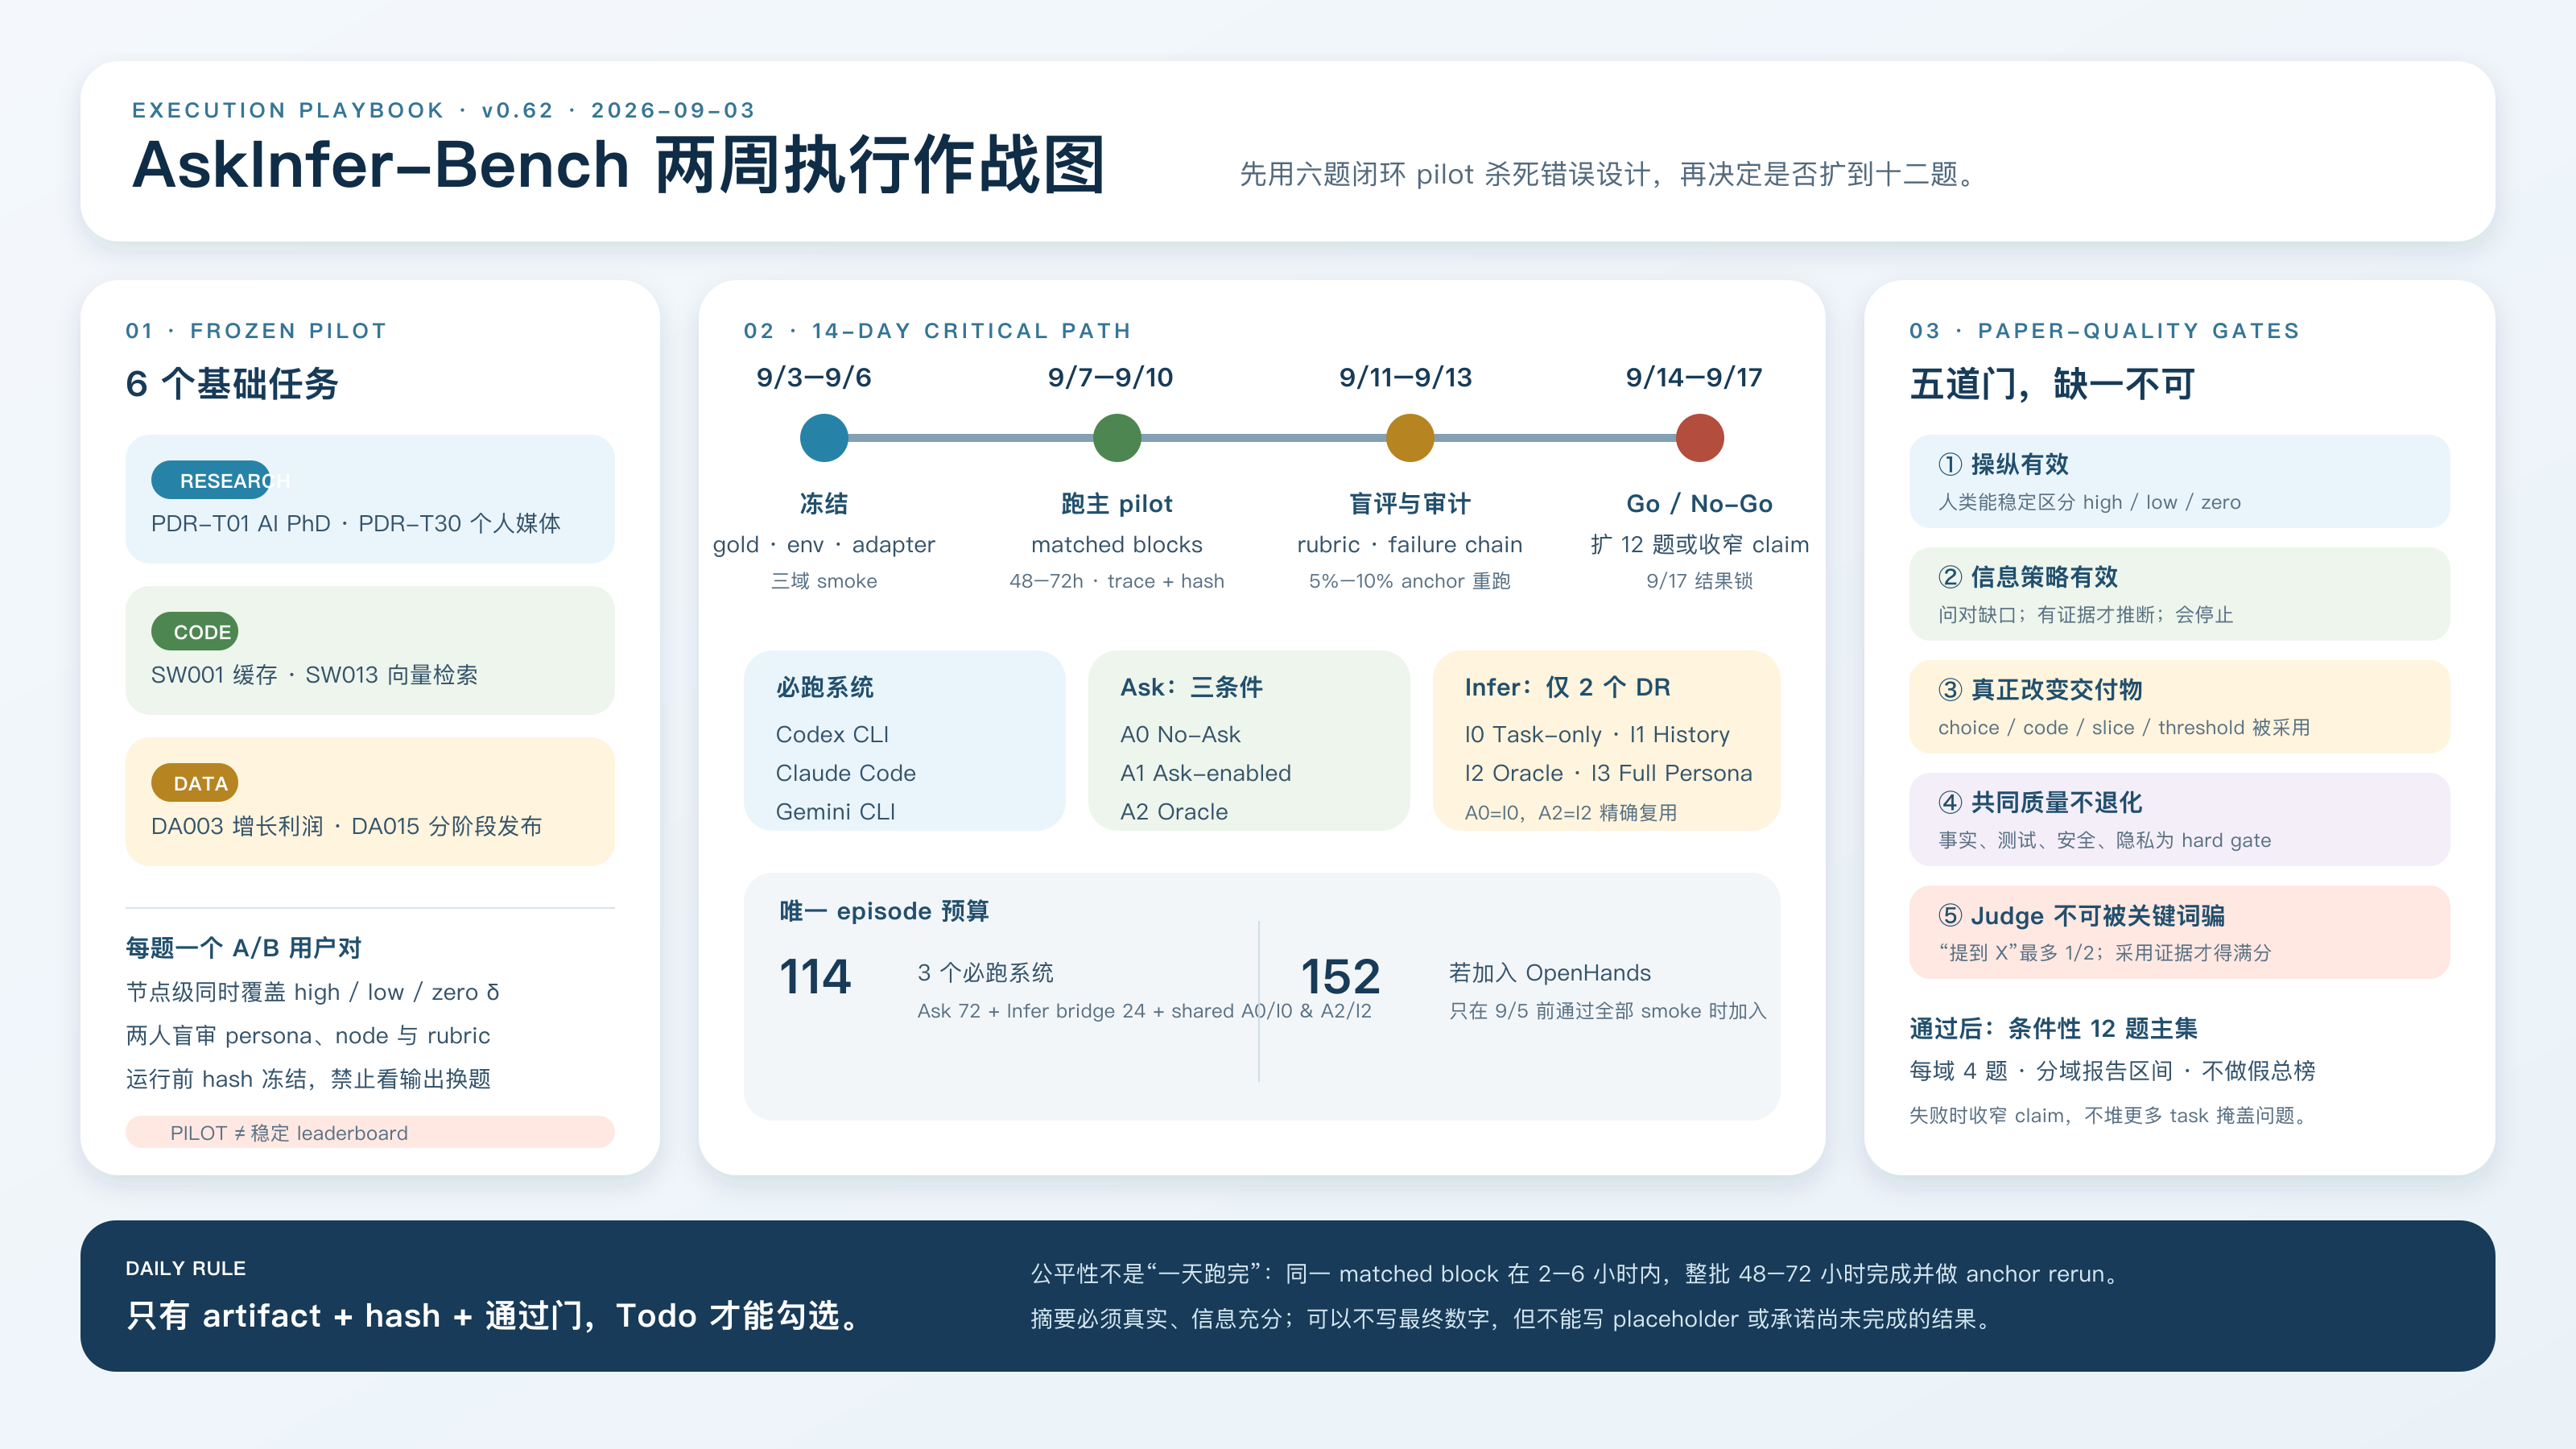 EXECUTION PLAYBOOK · v0.62 · 2026-09-03
AskInfer-Bench 两周执行作战图
先用六题闭环 pilot 杀死错误设计，再决定是否扩到十二题。
01 · FROZEN PILOT
6 个基础任务
RESEARCH
PDR-T01 AI PhD · PDR-T30 个人媒体
CODE
SW001 缓存 · SW013 向量检索
DATA
DA003 增长利润 · DA015 分阶段发布
每题一个 A/B 用户对
节点级同时覆盖 high / low / zero δ
两人盲审 persona、node 与 rubric
运行前 hash 冻结，禁止看输出换题
PILOT ≠ 稳定 leaderboard
02 · 14-DAY CRITICAL PATH
9/3—9/6
9/7—9/10
9/11—9/13
9/14—9/17
冻结
跑主 pilot
盲评与审计
Go / No-Go
gold · env · adapter
matched blocks
rubric · failure chain
扩 12 题或收窄 claim
三域 smoke
48—72h · trace + hash
5%—10% anchor 重跑
9/17 结果锁
必跑系统
Codex CLI
Claude Code
Gemini CLI
Ask：三条件
A0 No-Ask
A1 Ask-enabled
A2 Oracle
Infer：仅 2 个 DR
I0 Task-only · I1 History
I2 Oracle · I3 Full Persona
A0=I0，A2=I2 精确复用
唯一 episode 预算
114
3 个必跑系统
Ask 72 + Infer bridge 24 + shared A0/I0 & A2/I2
152
若加入 OpenHands
只在 9/5 前通过全部 smoke 时加入
03 · PAPER-QUALITY GATES
五道门，缺一不可
① 操纵有效
人类能稳定区分 high / low / zero
② 信息策略有效
问对缺口；有证据才推断；会停止
③ 真正改变交付物
choice / code / slice / threshold 被采用
④ 共同质量不退化
事实、测试、安全、隐私为 hard gate
⑤ Judge 不可被关键词骗
“提到 X”最多 1/2；采用证据才得满分
通过后：条件性 12 题主集
每域 4 题 · 分域报告区间 · 不做假总榜
失败时收窄 claim，不堆更多 task 掩盖问题。
DAILY RULE
只有 artifact + hash + 通过门，Todo 才能勾选。
公平性不是“一天跑完”：同一 matched block 在 2—6 小时内，整批 48—72 小时完成并做 anchor rerun。
摘要必须真实、信息充分；可以不写最终数字，但不能写 placeholder 或承诺尚未完成的结果。